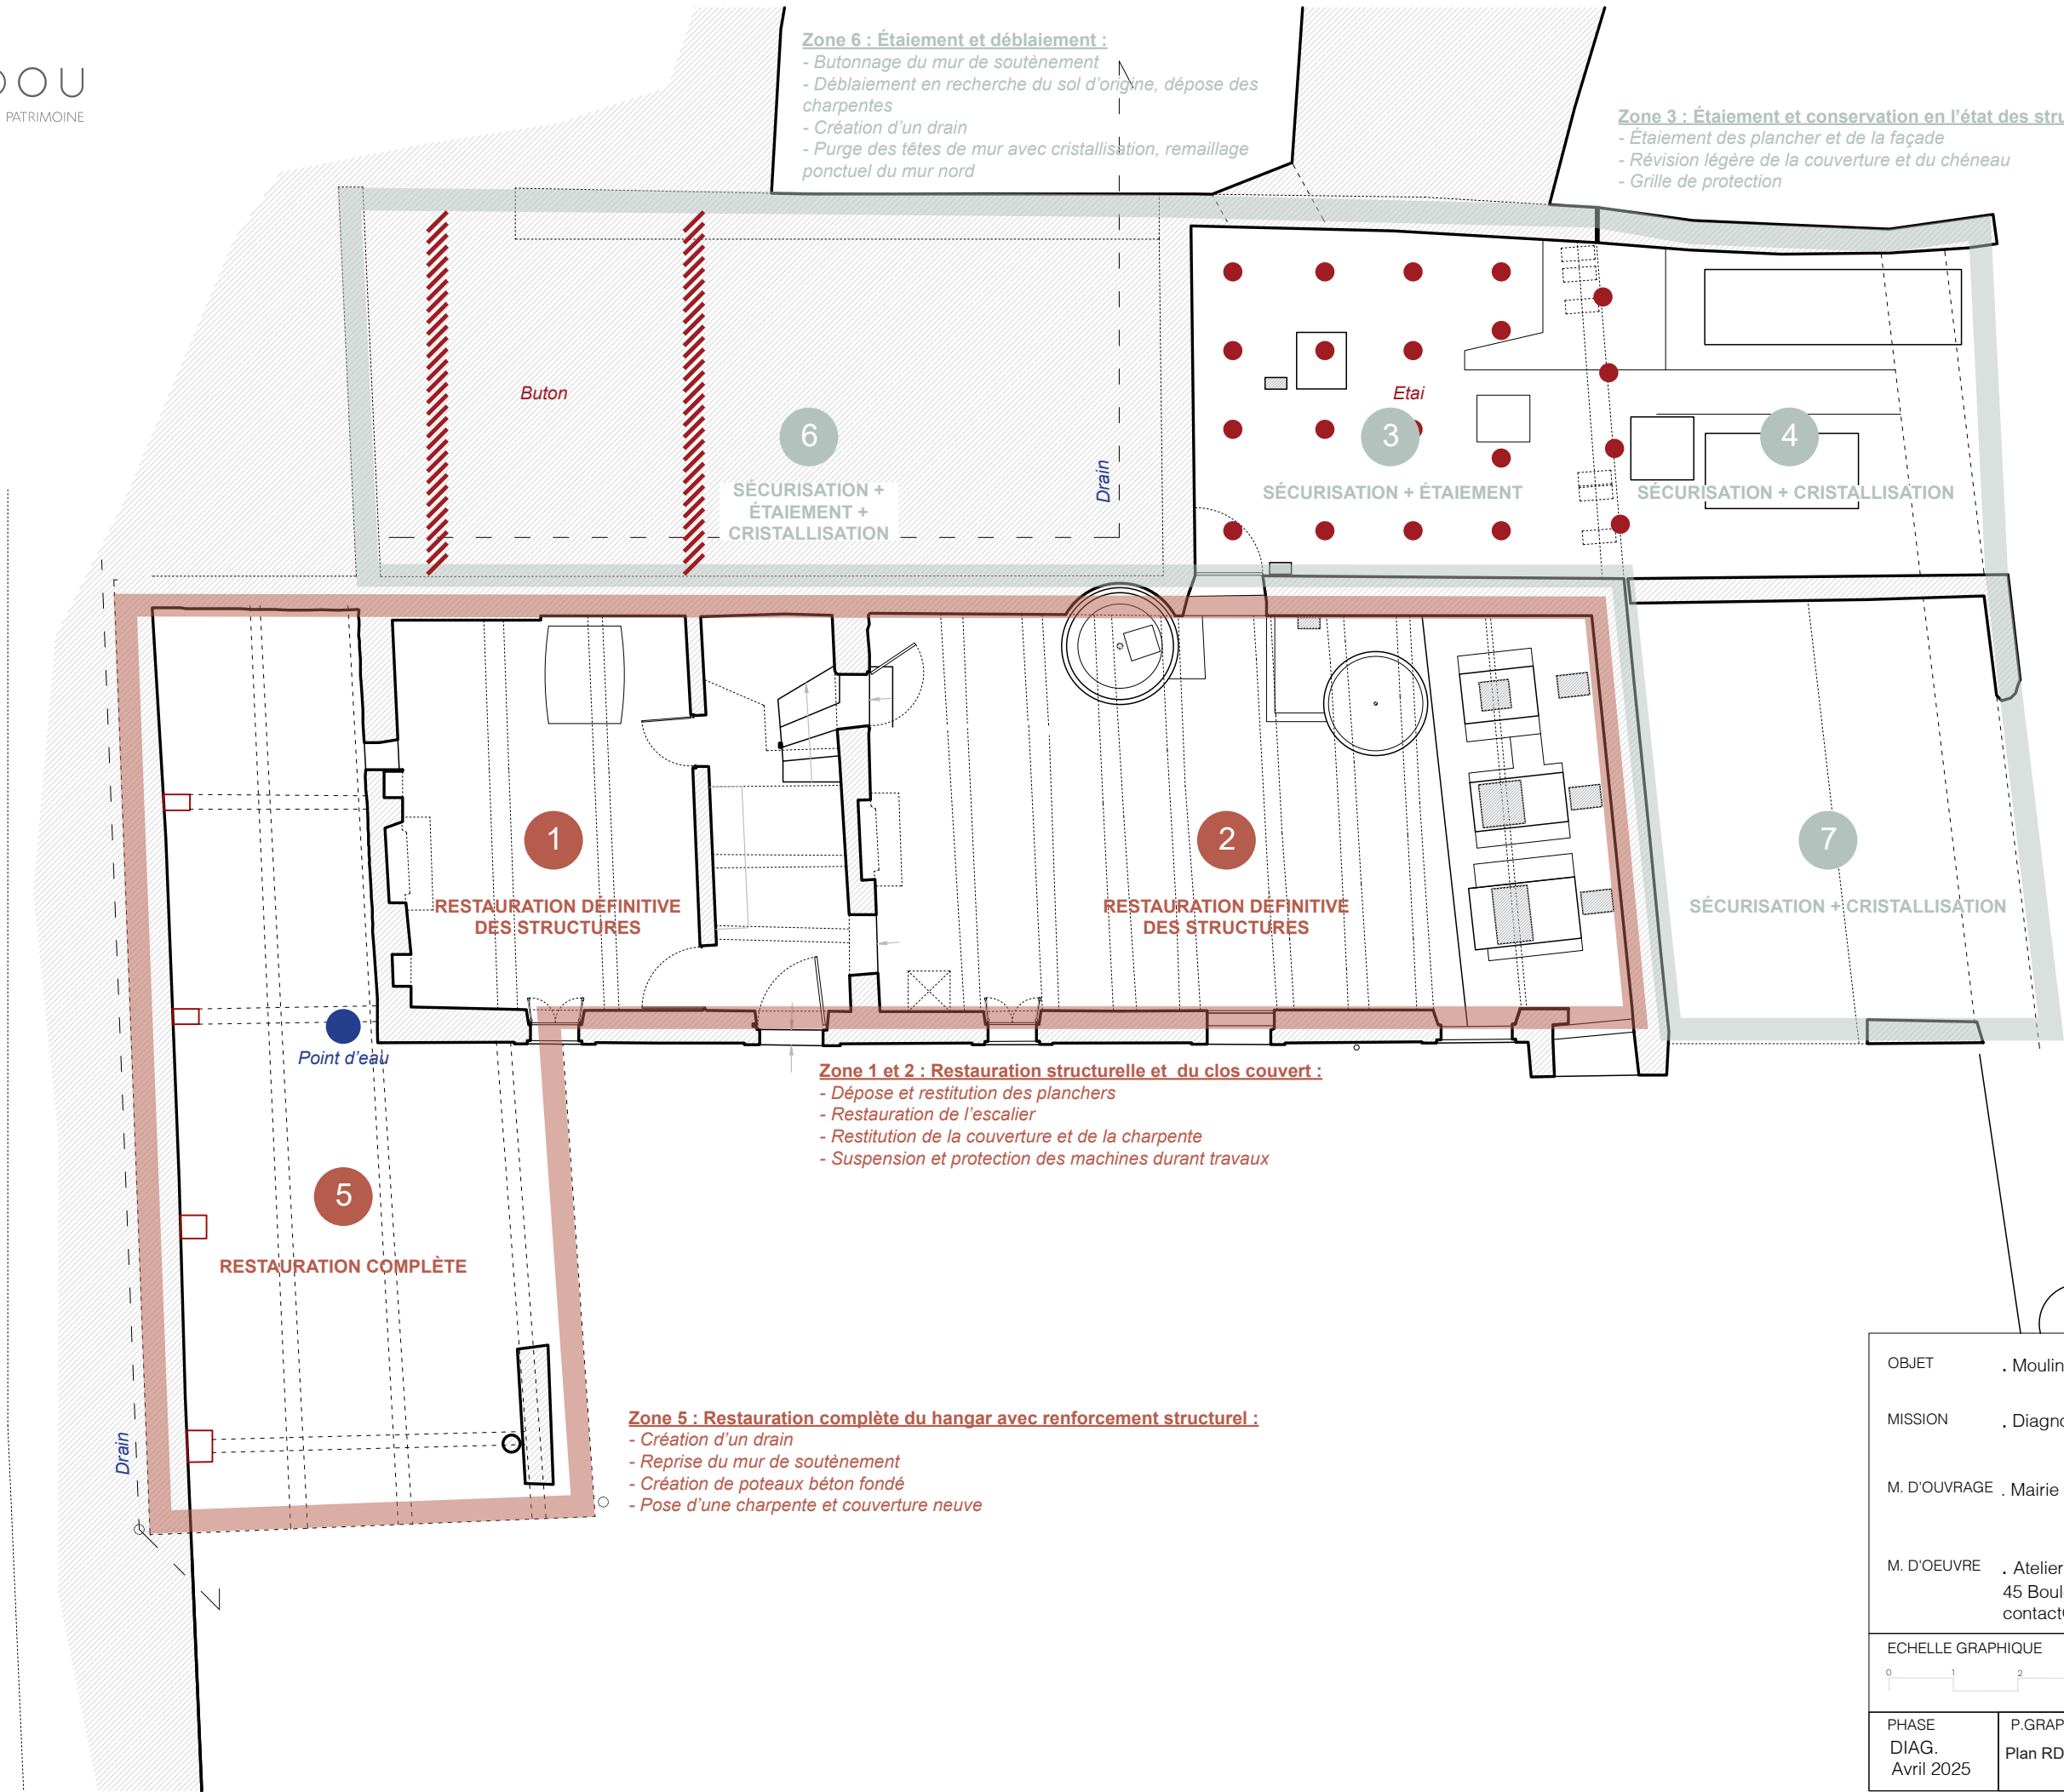 OU
PATRIMOINE
Zone 6 : Étaiement et déblaiement :
- Butonnage du mur de soutènement
- Déblaiement en recherche du sol d'origine, dépose des
charpentes
- Création d'un drain
- Purge des têtes de mur avec cristallisation, remaillage
ponctuel du mur nord
Zone 3 : Étaiement et conservation en l'état des stru
- Étaiement des plancher et de la façade
- Révision légère de la couverture et du chéneau
- Grille de protection
Buton
6
SÉCURISATION +
ÉTAIEMENT +
CRISTALLISATION
Drain
Etai
3
SÉCURISATION + ÉTAIEMENT
4
SÉCURISATION + CRISTALLISATION
1
RESTAURATION DÉFINITIVE
DES STRUCTURES
2
RESTAURATION DÉFINITIVE
DES STRUCTURES
7
SÉCURISATION + CRISTALLISATION
Point d'eau
Zone 1 et 2 : Restauration structurelle et  du clos couvert :
- Dépose et restitution des planchers
- Restauration de l'escalier
- Restitution de la couverture et de la charpente
- Suspension et protection des machines durant travaux
5
RESTAURATION COMPLÈTE
Drain
Zone 5 : Restauration complète du hangar avec renforcement structurel :
- Création d'un drain
- Reprise du mur de soutènement
- Création de poteaux béton fondé
- Pose d'une charpente et couverture neuve
OBJET . Moulin
MISSION . Diagno
M. D'OUVRAGE . Mairie
M. D'OEUVRE . Atelier
45 Boul
contact
ECHELLE GRAPHIQUE
0 1 2
PHASE P.GRAP
DIAG. Plan RD
Avril 2025